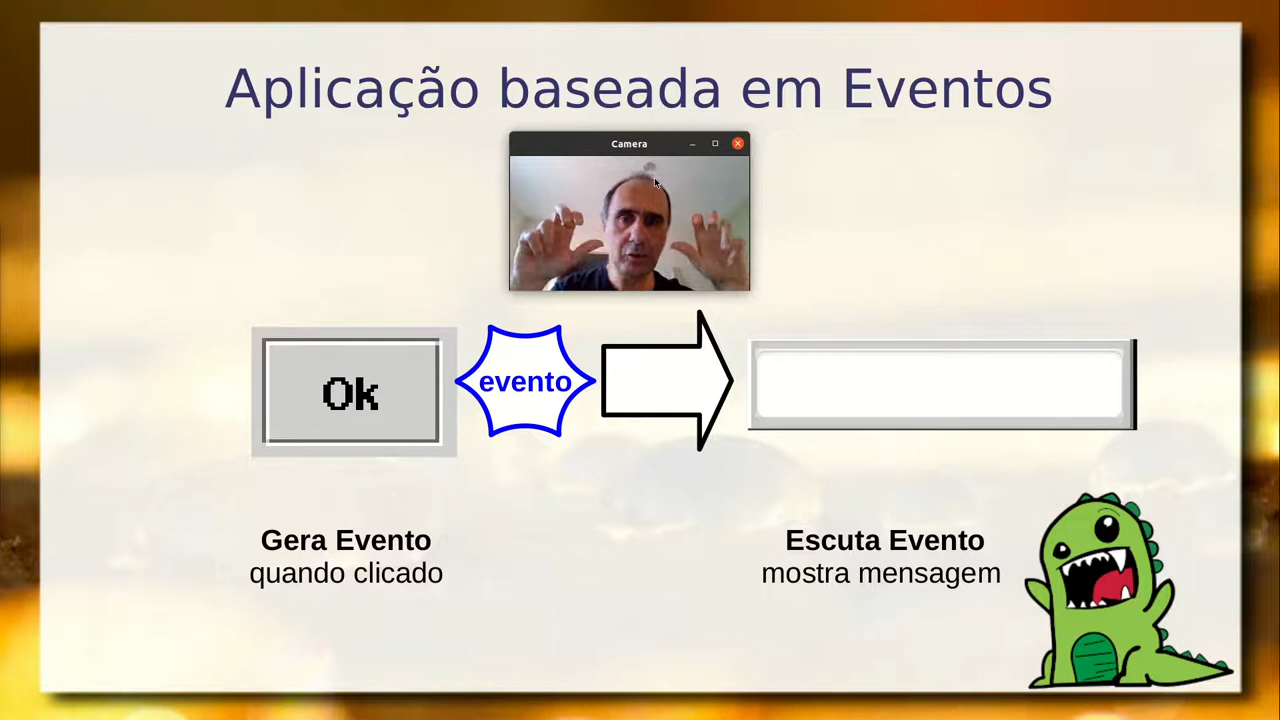 Aplicação baseada em Eventos
Camera
Ok
evento
Gera Evento
quando clicado
Escuta Evento
mostra mensagem